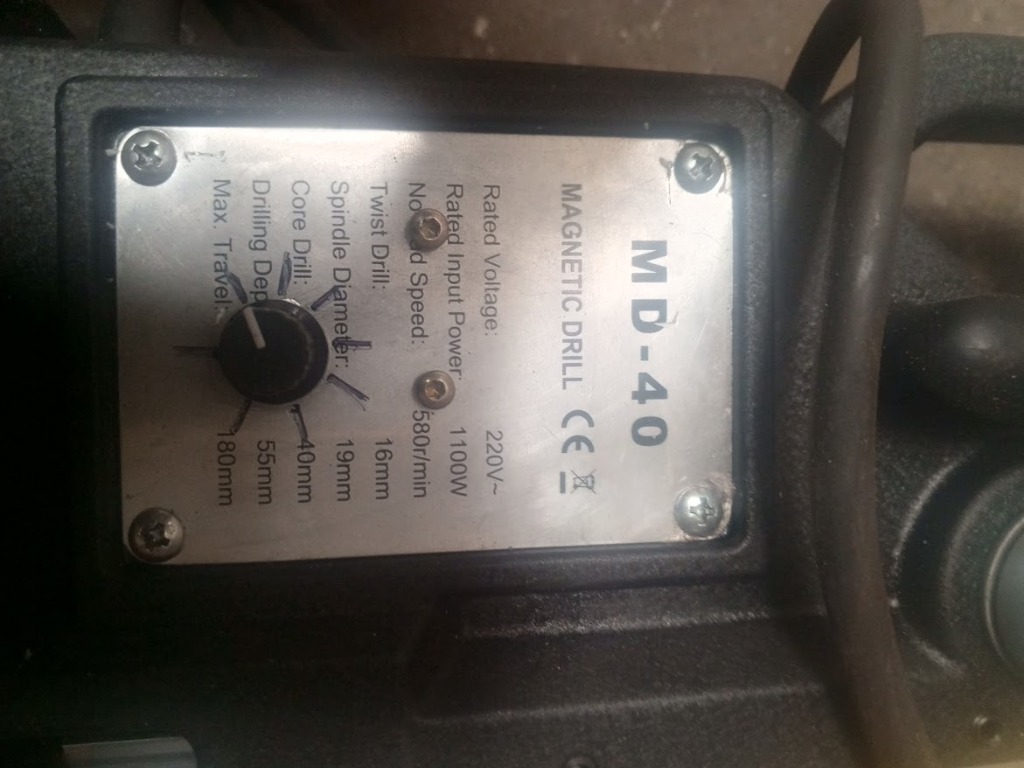 MD-40
MAGNETIC DRILL CE
Rated Voltage: 220V~
Rated Input Power: 1100W
No d Speed: 580r/min
Twist Drill: 16mm
Spindle Diameter: 19mm
Core Drill: 40mm
Drilling Dep 55mm
Max. Travel: 180mm